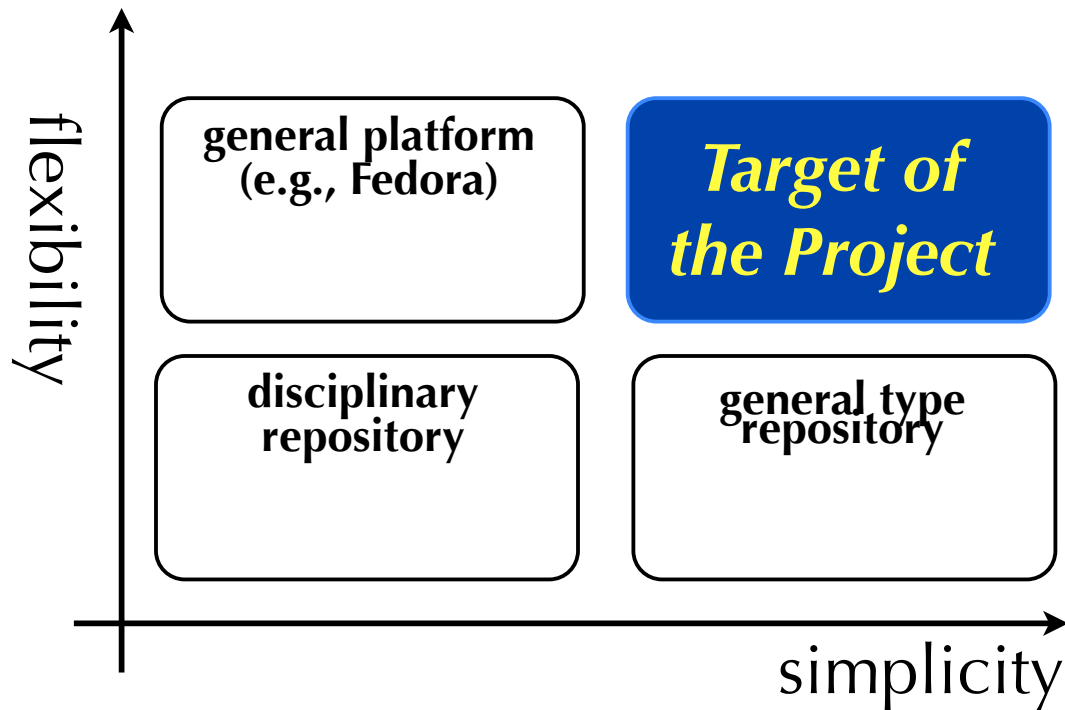 flexibility
general platform
(e.g., Fedora)
Target of
the Project
disciplinary
repository
general type
repository
simplicity